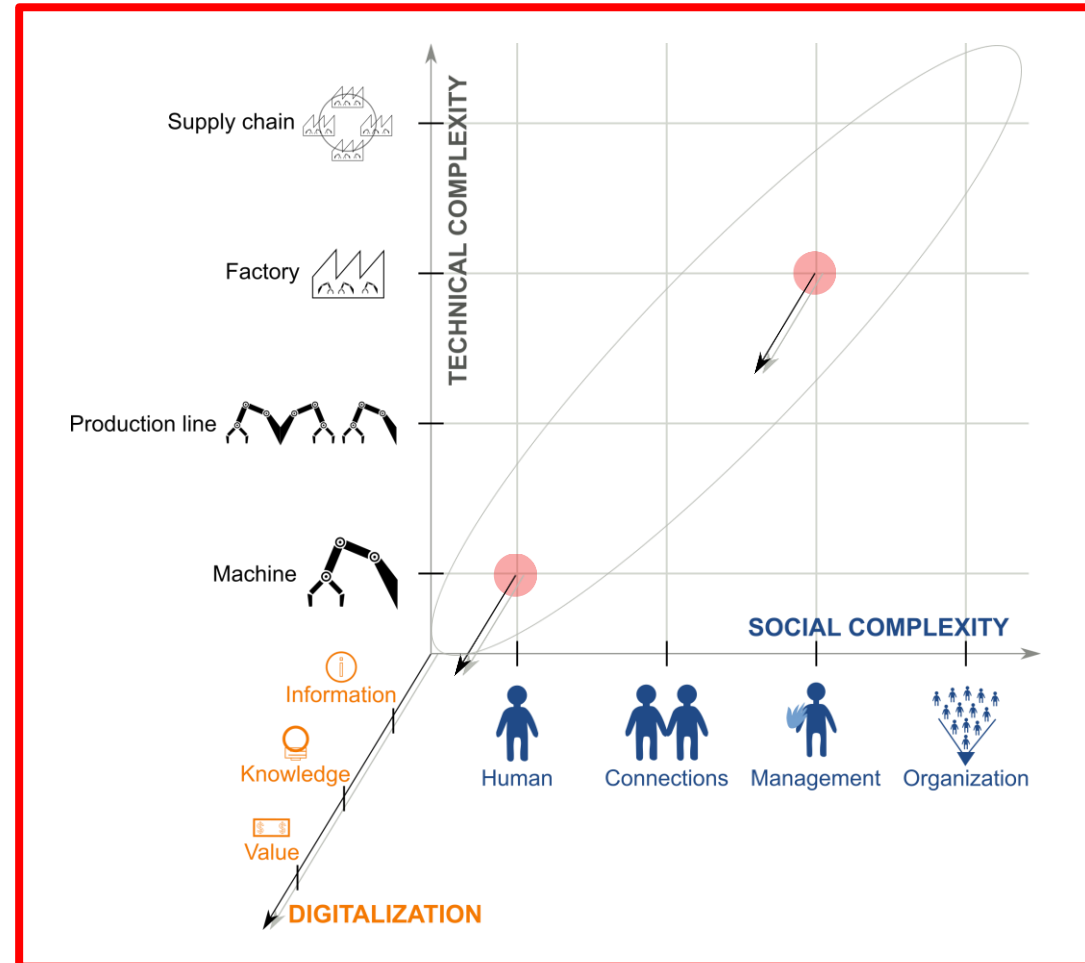 TECHNICAL COMPLEXITY
Supply chain
Factory
Production line
Machine
SOCIAL COMPLEXITY
Human
Connections
Management
Organization
i
Information
Knowledge
$ $
Value
DIGITALIZATION